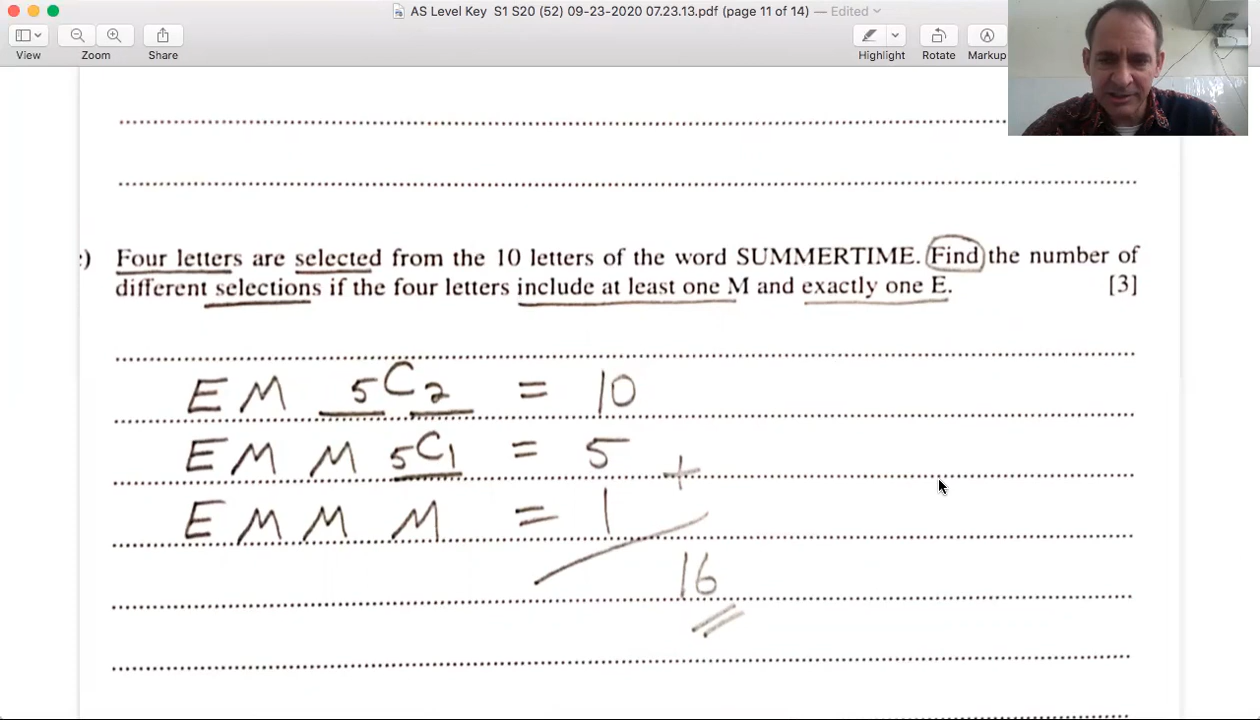 AS Level Key S1 S20 (52) 09-23-2020 07.23.13.pdf (page 11 of 14) — Edited
View
Zoom
Share
Highlight
Rotate
Markup
:) Four letters are selected from the 10 letters of the word SUMMERTIME. Find the number of
different selections if the four letters include at least one M and exactly one E. [3]
E M 5C2 = 10
E M M 5C1 = 5 +
E M M M = 1
16